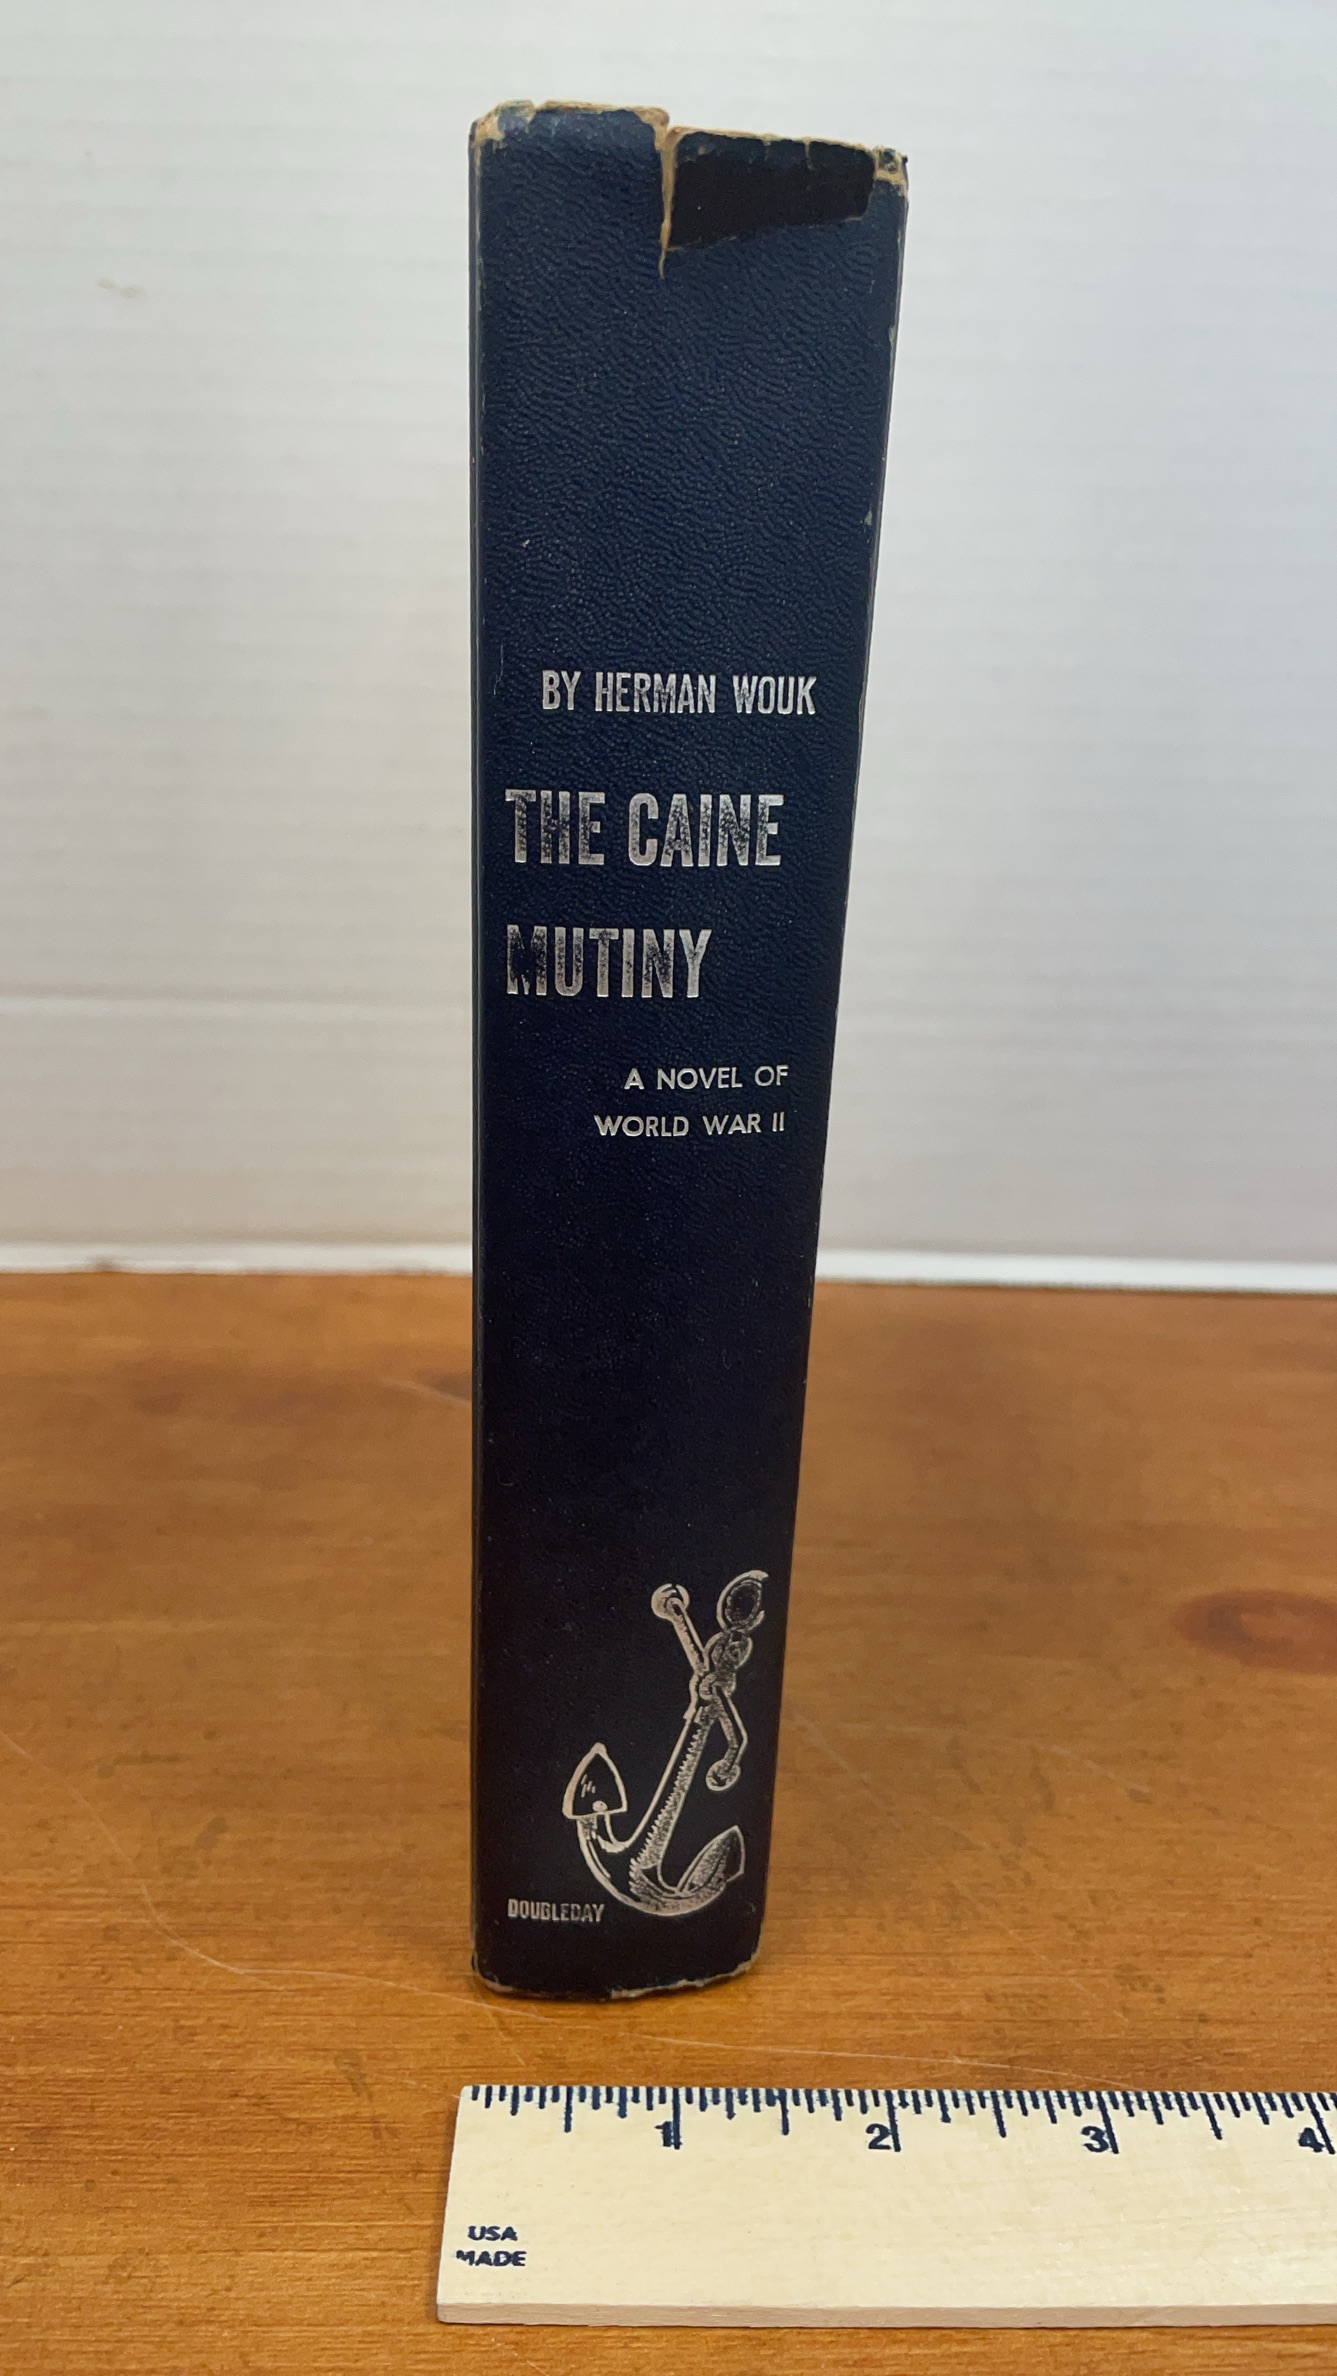 BY HERMAN WOUK
THE CAINE
MUTINY
A NOVEL OF
WORLD WAR II
DOUBLEDAY
1 2 3 4
USA
MADE